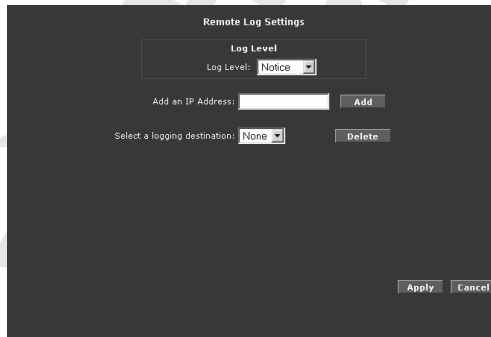 Remote Log Settings
Log Level
Log Level: Notice
Add an IP Address: Add
Select a logging destination: None Delete
Apply Cancel